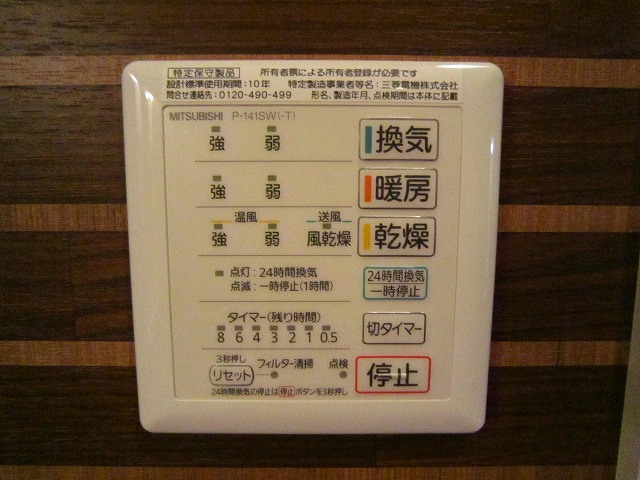 特定保守製品 所有者票による所有者登録が必要です
設計標準使用期間:10年 特定製造事業者等名:三菱電機株式会社
問合せ連絡先:0120-490-499 形名、製造年月、点検期間は本体に記載
MITSUBISHI P-141SW(-T)
強 弱 換気
強 弱 暖房
温風 送風
強 弱 風乾燥 乾燥
点灯:24時間換気
点滅:一時停止(1時間)
24時間換気
一時停止
タイマー(残り時間)
8 6 4 3 2 1 0.5
切タイマー
3秒押し
リセット フィルター清掃 点検
停止
24時間換気の停止は停止ボタンを3秒押し